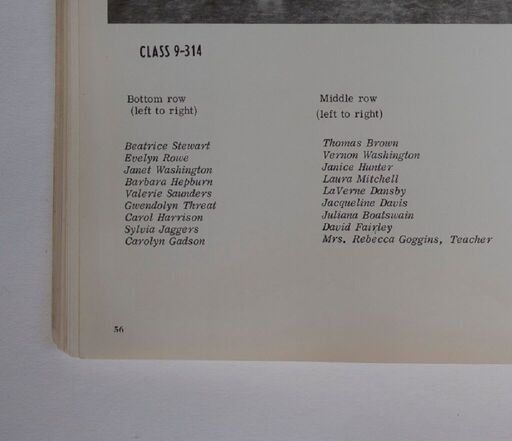 CLASS 9-314
Bottom row
(left to right)
Beatrice Stewart
Evelyn Rowe
Janet Washington
Barbara Hepburn
Valerie Saunders
Gwendolyn Threat
Carol Harrison
Sylvia Jaggers
Carolyn Gadson
Middle row
(left to right)
Thomas Brown
Vernon Washington
Janice Hunter
Laura Mitchell
LaVerne Dansby
Jacqueline Davis
Juliana Boatswain
David Fairley
Mrs. Rebecca Goggins, Teacher
56